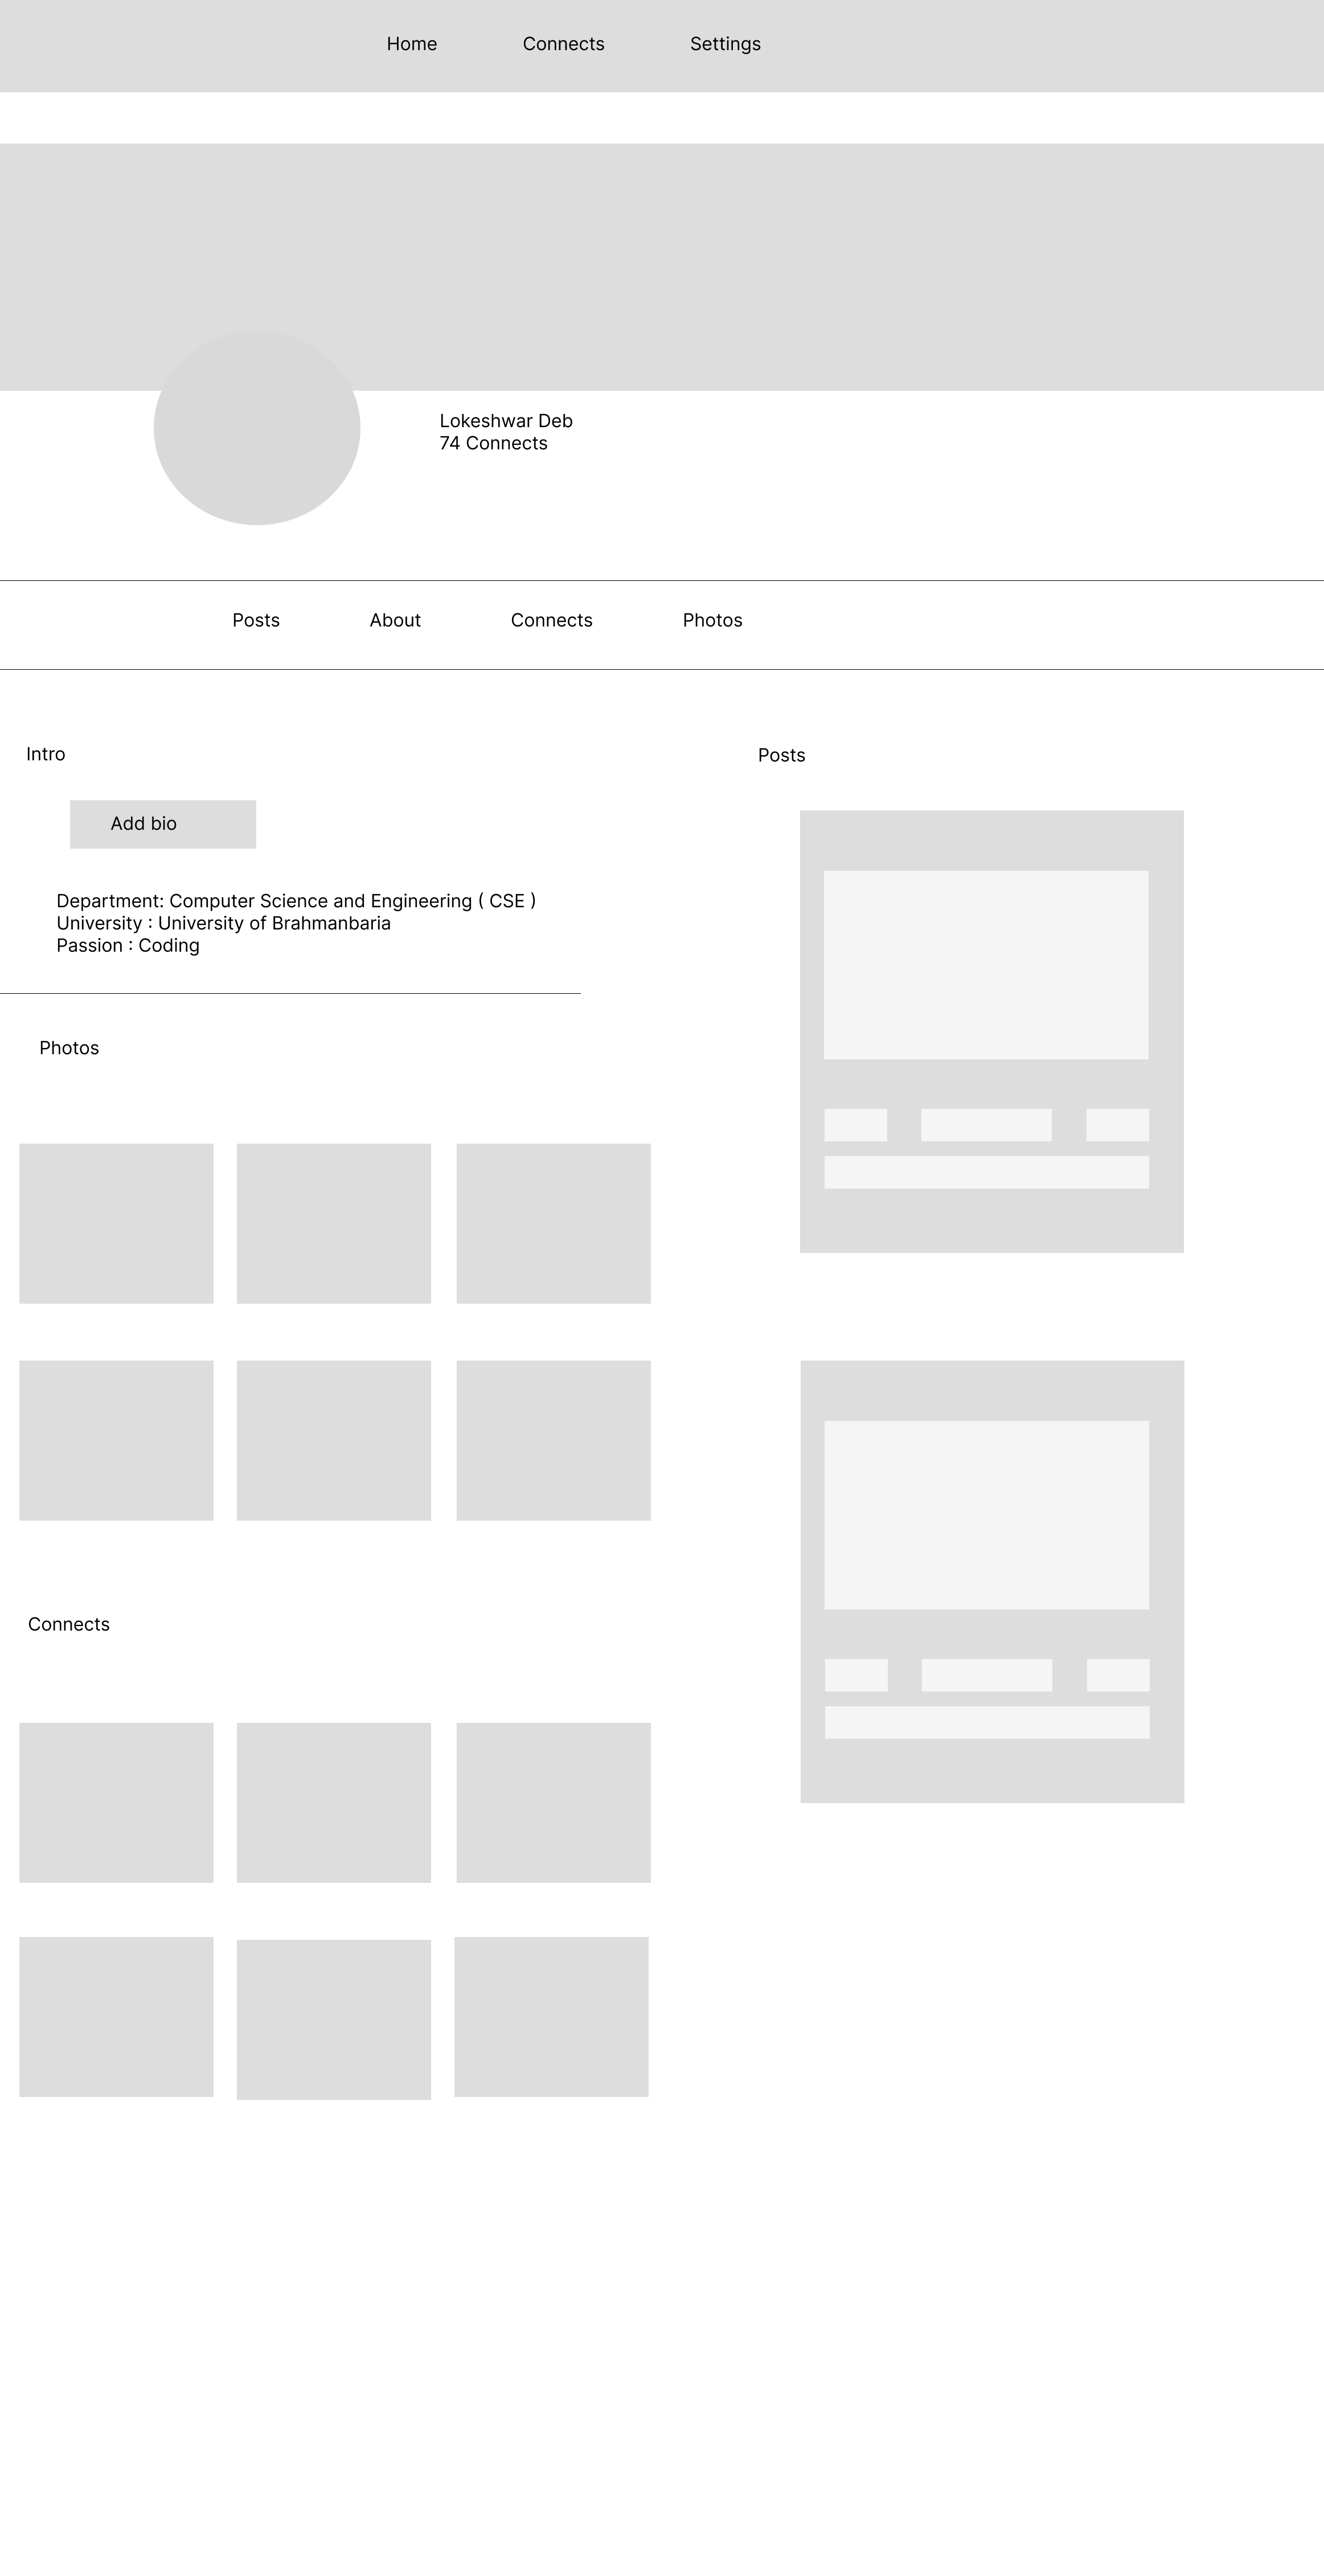 Home Connects Settings
Lokeshwar Deb
74 Connects
Posts About Connects Photos
Intro
Add bio
Department: Computer Science and Engineering ( CSE )
University : University of Brahmanbaria
Passion : Coding
Photos
Connects
Posts